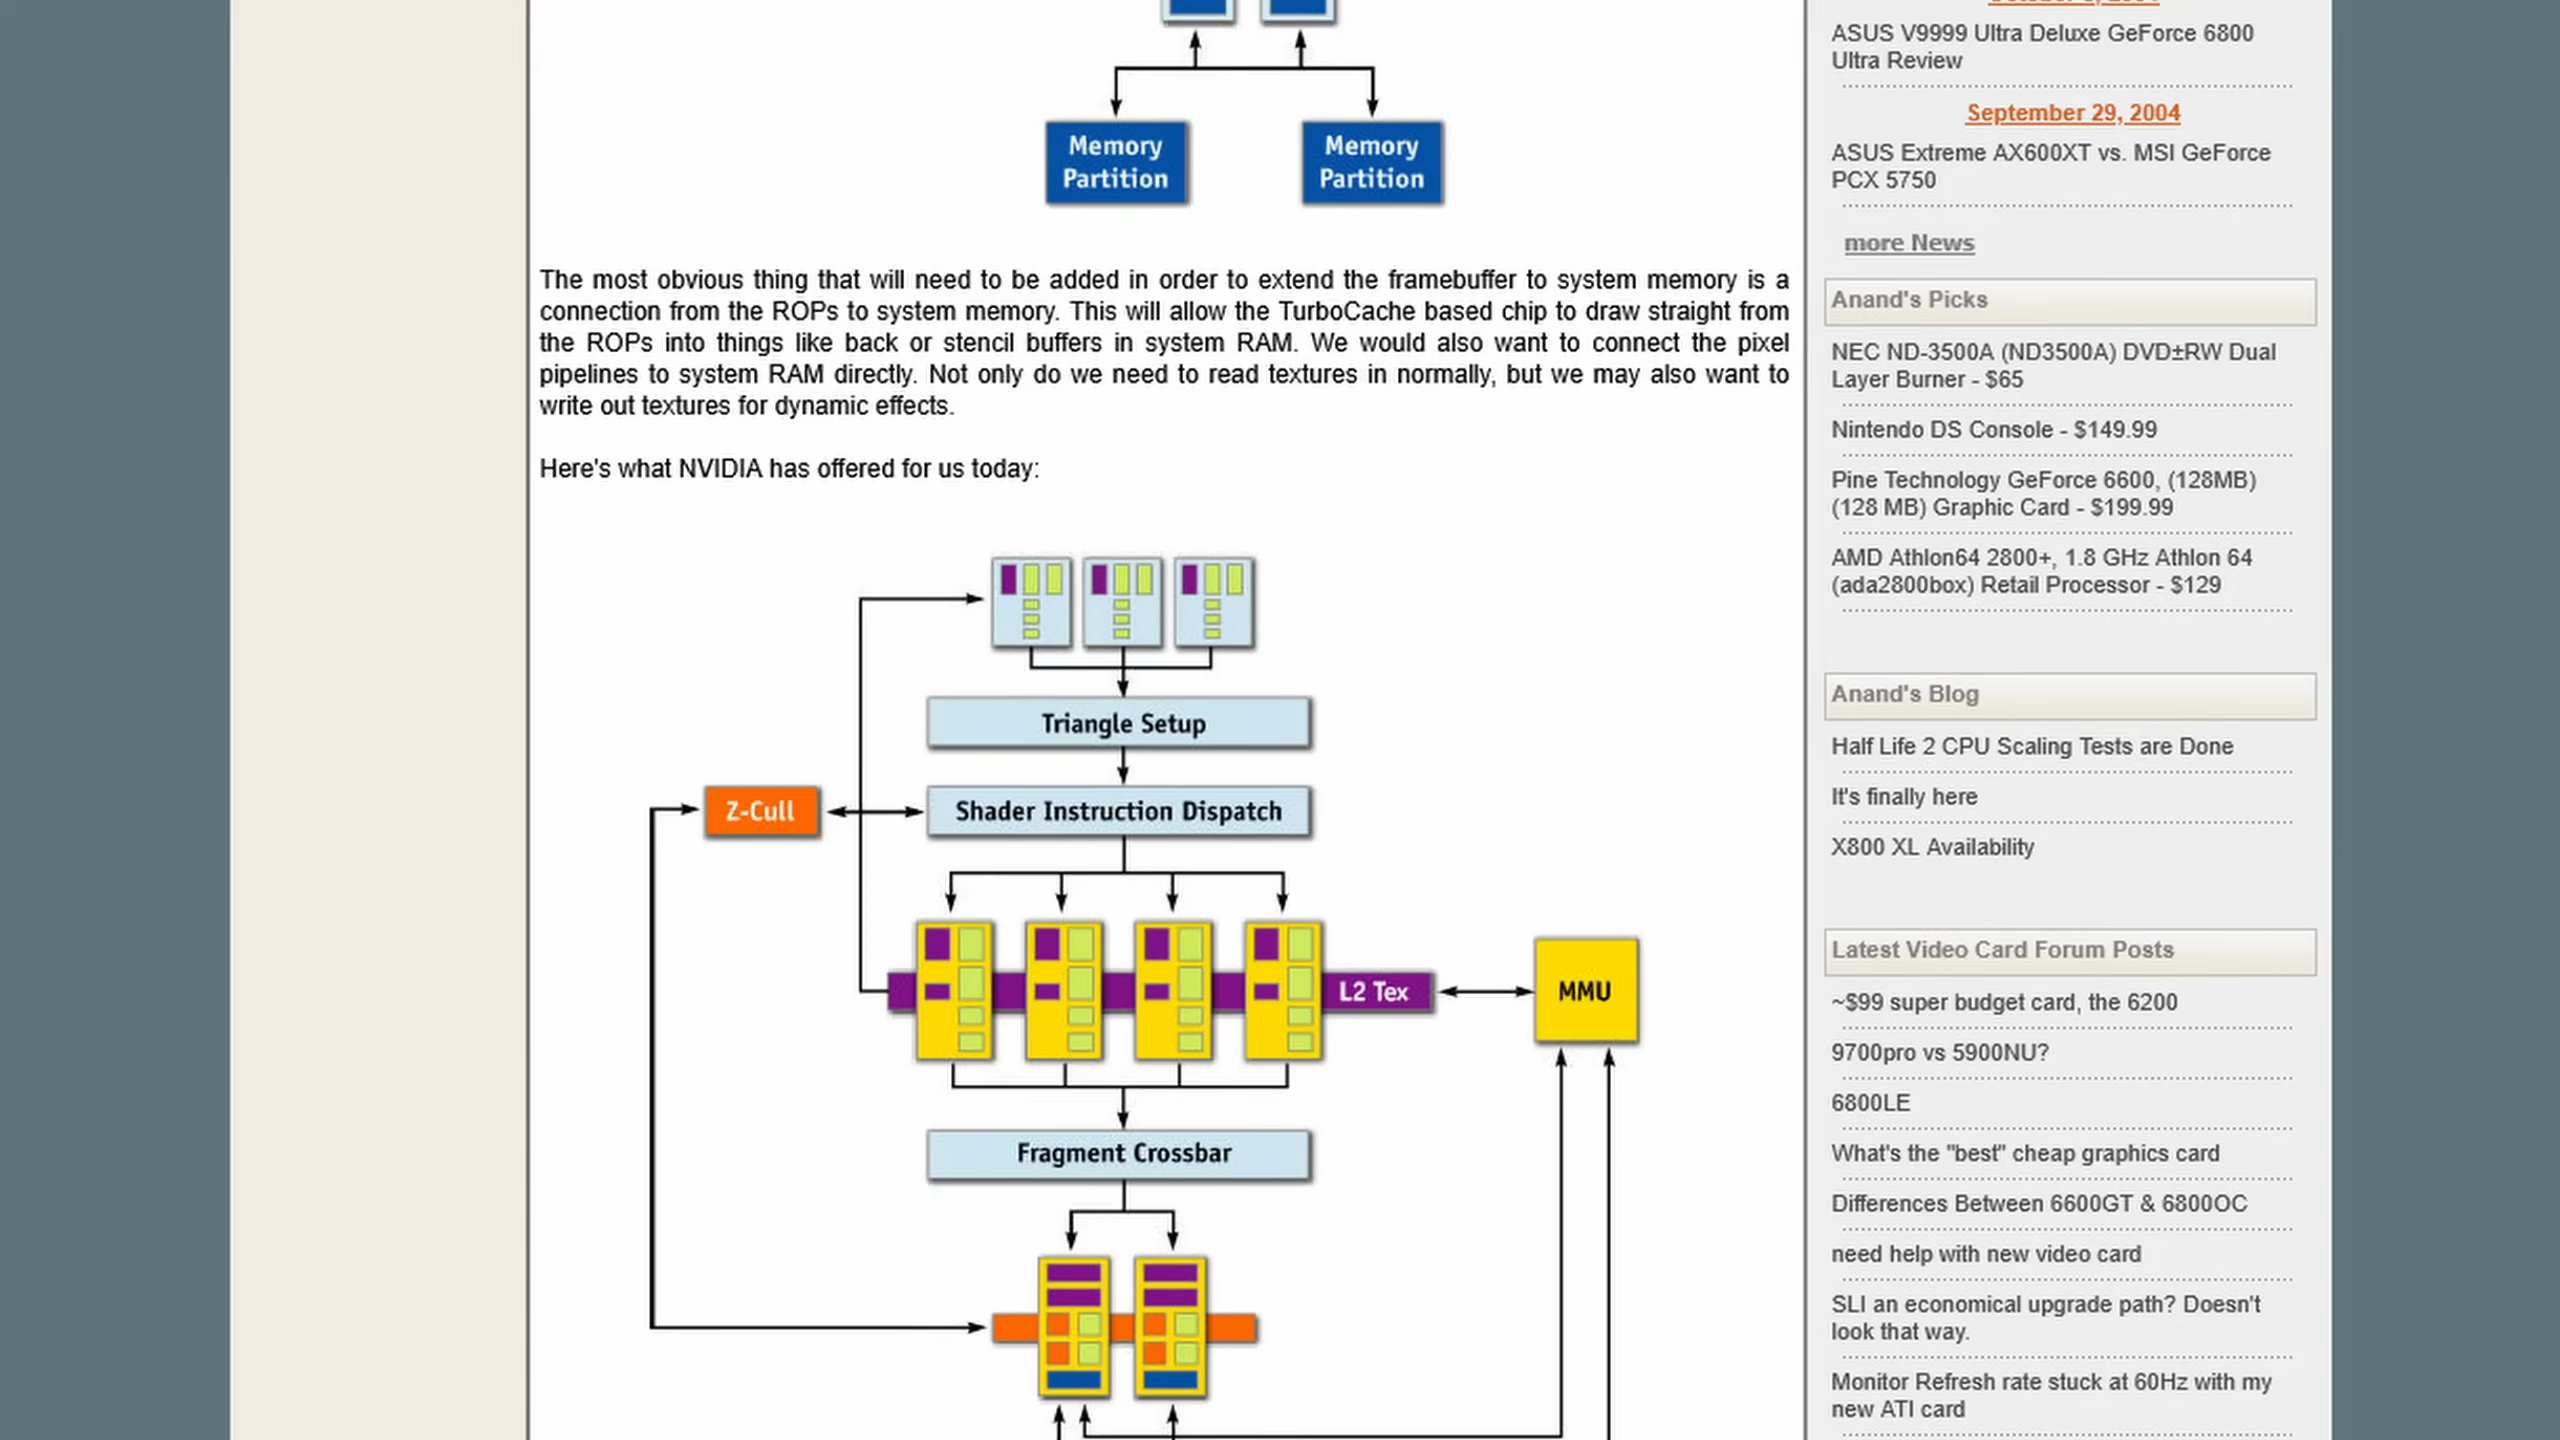 Memory
Partition
Memory
Partition
The most obvious thing that will need to be added in order to extend the framebuffer to system memory is a
connection from the ROPs to system memory. This will allow the TurboCache based chip to draw straight from
the ROPs into things like back or stencil buffers in system RAM. We would also want to connect the pixel
pipelines to system RAM directly. Not only do we need to read textures in normally, but we may also want to
write out textures for dynamic effects.
Here's what NVIDIA has offered for us today:
Triangle Setup
Z-Cull
Shader Instruction Dispatch
L2 Tex
MMU
Fragment Crossbar
ASUS V9999 Ultra Deluxe GeForce 6800
Ultra Review
September 29, 2004
ASUS Extreme AX600XT vs. MSI GeForce
PCX 5750
more News
Anand's Picks
NEC ND-3500A (ND3500A) DVD±RW Dual
Layer Burner - $65
Nintendo DS Console - $149.99
Pine Technology GeForce 6600, (128MB)
(128 MB) Graphic Card - $199.99
AMD Athlon64 2800+, 1.8 GHz Athlon 64
(ada2800box) Retail Processor - $129
Anand's Blog
Half Life 2 CPU Scaling Tests are Done
It's finally here
X800 XL Availability
Latest Video Card Forum Posts
~$99 super budget card, the 6200
9700pro vs 5900NU?
6800LE
What's the "best" cheap graphics card
Differences Between 6600GT & 6800OC
need help with new video card
SLI an economical upgrade path? Doesn't
look that way.
Monitor Refresh rate stuck at 60Hz with my
new ATI card